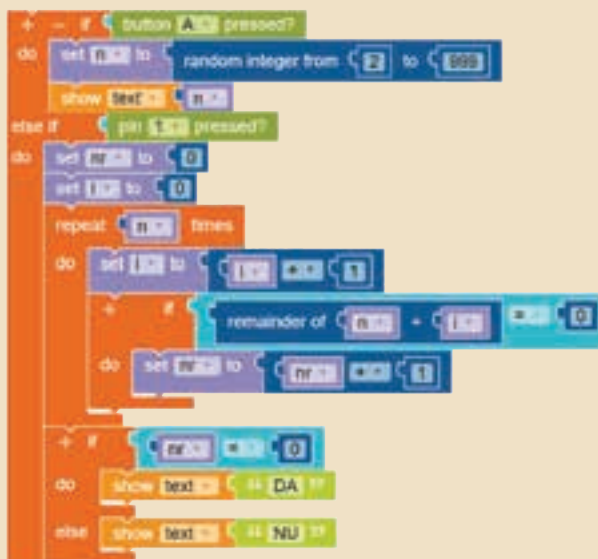 + − if button A pressed?
do set n to random integer from 2 to 999
show text n
else if pin 1 pressed?
do set nr to 0
set i to 0
repeat n times
do set i to i + 1
+ if remainder of n ÷ i = 0
do set nr to nr + 1
+ if nr = 0
do show text “ DA ”
else show text “ NU ”